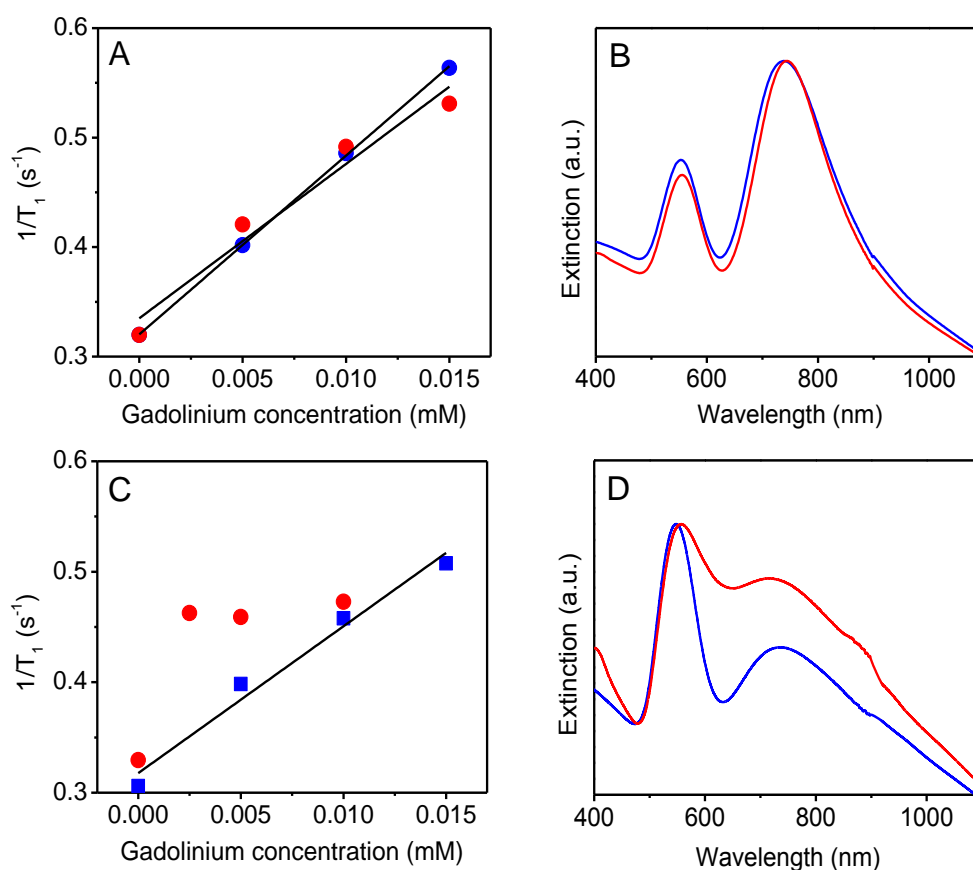 A
0.6
0.5
0.4
0.3
1/T₁ (s⁻¹)
0.000 0.005 0.010 0.015
Gadolinium concentration (mM)
B
Extinction (a.u.)
400 600 800 1000
Wavelength (nm)
C
0.6
0.5
0.4
0.3
1/T₁ (s⁻¹)
0.000 0.005 0.010 0.015
Gadolinium concentration (mM)
D
Extinction (a.u.)
400 600 800 1000
Wavelength (nm)